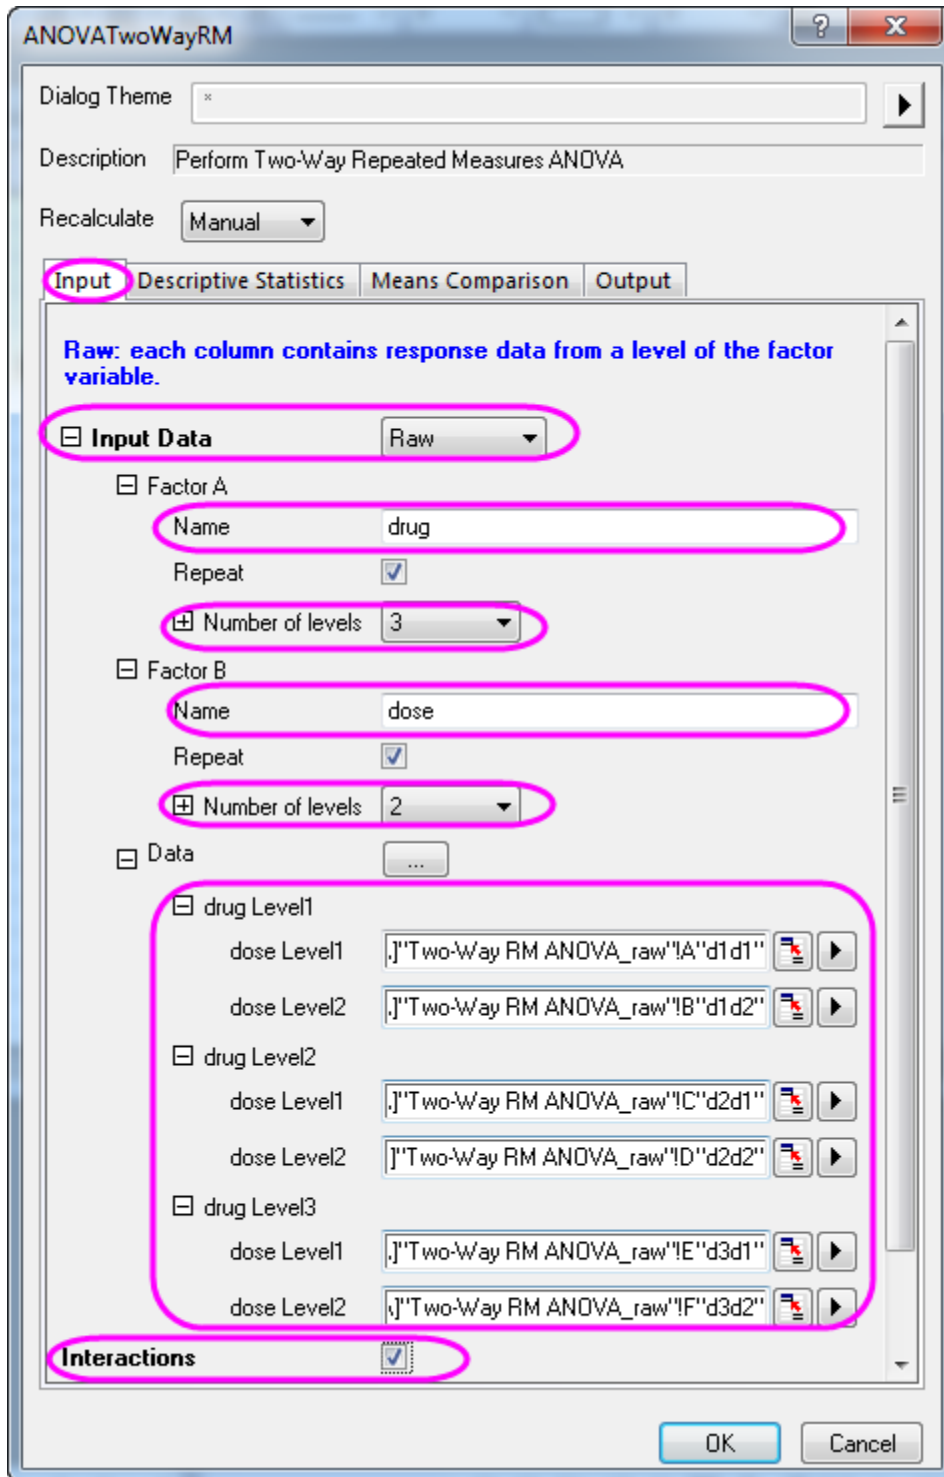 ANOVATwoWayRM
Dialog Theme *
Description Perform Two-Way Repeated Measures ANOVA
Recalculate Manual
Input Descriptive Statistics Means Comparison Output
Raw: each column contains response data from a level of the factor
variable.
Input Data Raw
Factor A
Name drug
Repeat
Number of levels 3
Factor B
Name dose
Repeat
Number of levels 2
Data ...
drug Level1
dose Level1 .]"Two-Way RM ANOVA_raw"!A"d1d1"
dose Level2 .]"Two-Way RM ANOVA_raw"!B"d1d2"
drug Level2
dose Level1 .]"Two-Way RM ANOVA_raw"!C"d2d1"
dose Level2 ]"Two-Way RM ANOVA_raw"!D"d2d2"
drug Level3
dose Level1 .]"Two-Way RM ANOVA_raw"!E"d3d1"
dose Level2 ]"Two-Way RM ANOVA_raw"!F"d3d2"
Interactions
OK Cancel